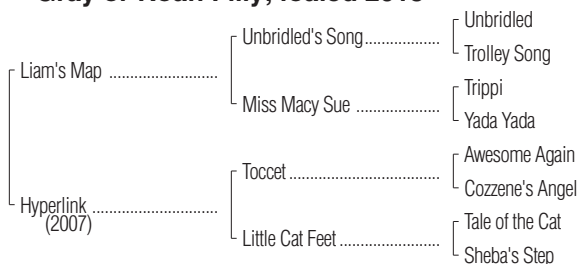 Gray or Roan Filly; foaled
Unbridled
Unbridled's Song
Trolley Song
Liam's Map
Trippi
Miss Macy Sue
Yada Yada
Awesome Again
Toccet
Cozzene's Angel
Hyperlink
(2007)
Tale of the Cat
Little Cat Feet
Sheba's Step